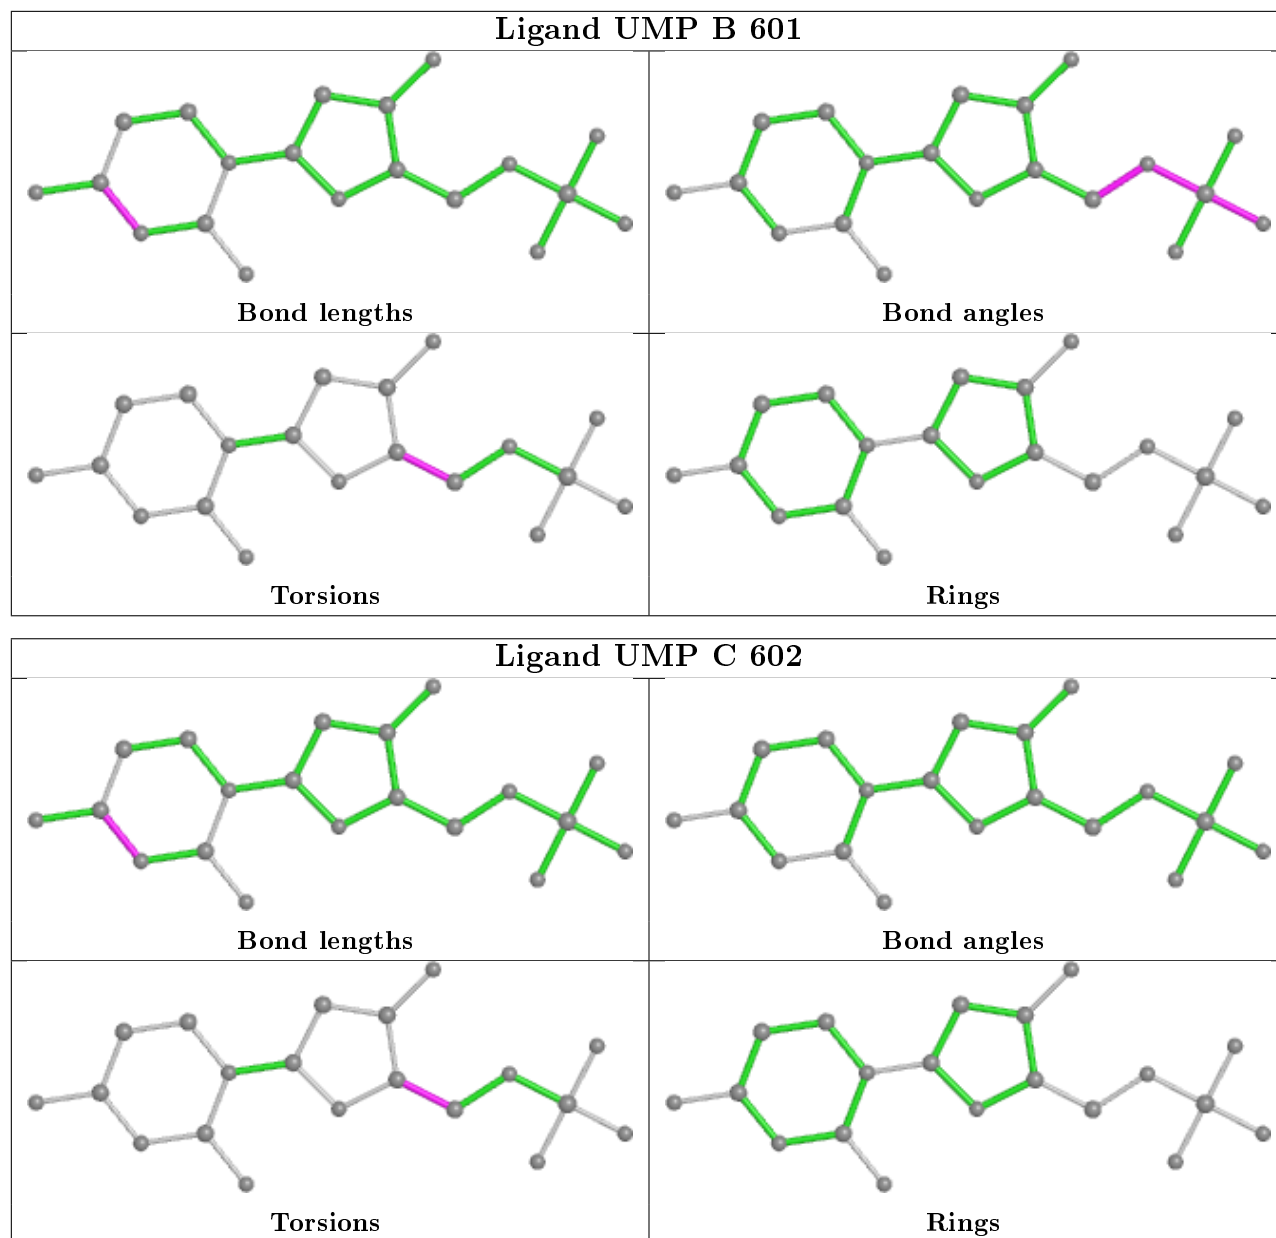 Ligand UMP B 601
Bond lengths
Bond angles
Torsions
Rings
Ligand UMP C 602
Bond lengths
Bond angles
Torsions
Rings